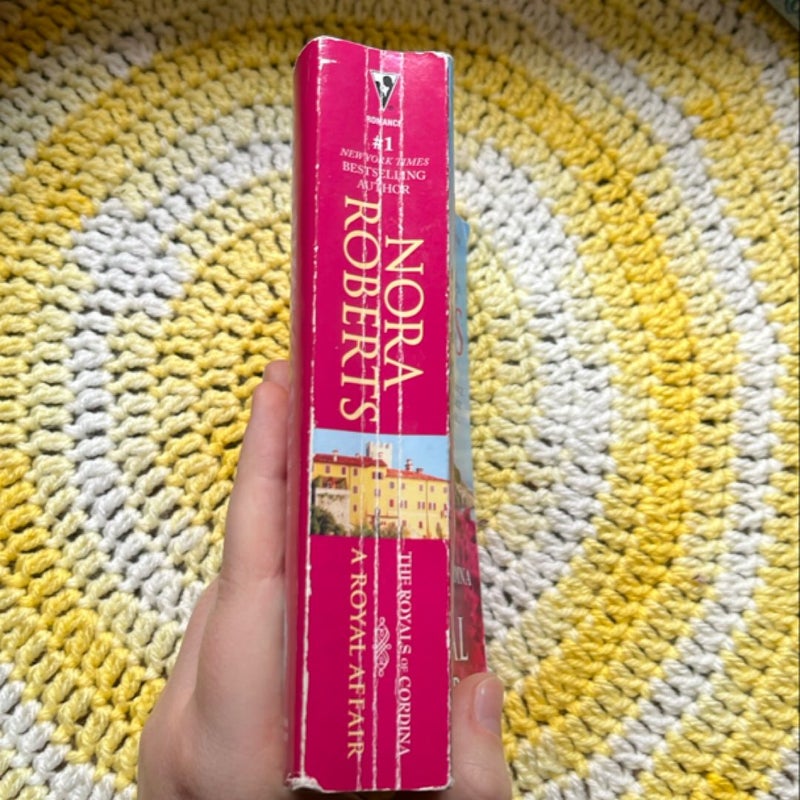 ROMANCE
#1
NEW YORK TIMES
BESTSELLING
AUTHOR
NORA
ROBERTS
THE ROYALS OF CORDINA
A ROYAL AFFAIR